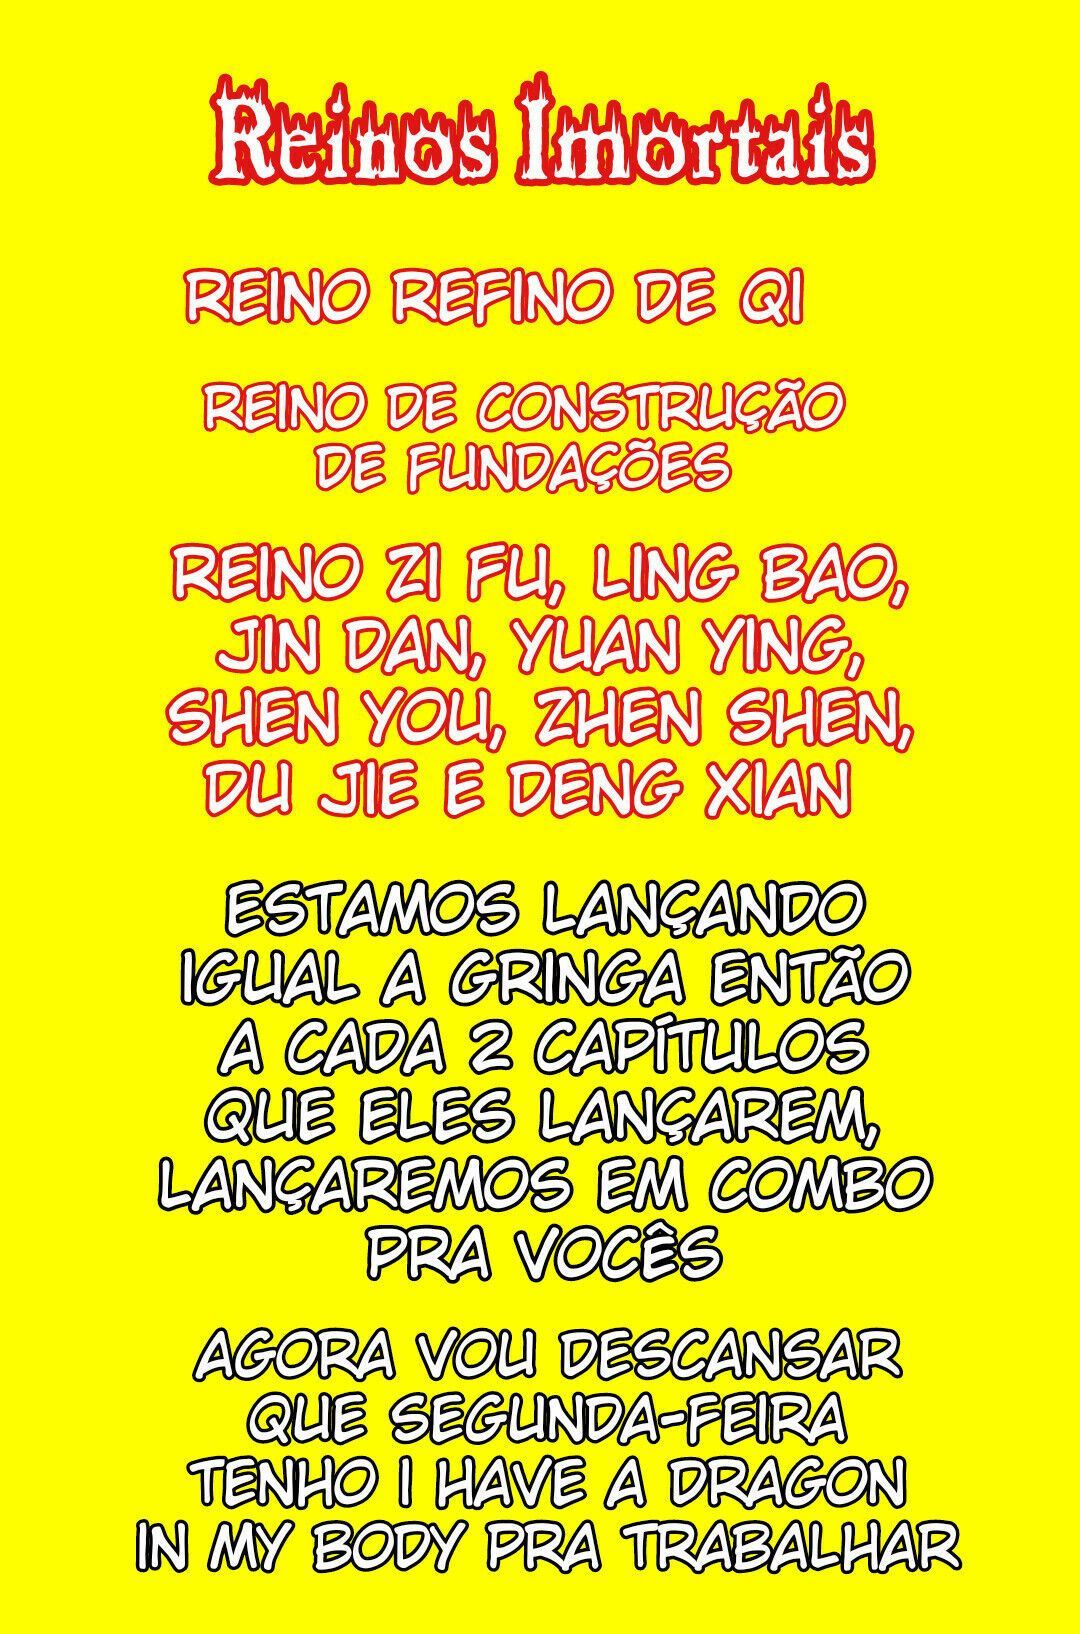 Reinos Imortais
REINO REFINO DE QI
REINO DE CONSTRUÇÃO
DE FUNDAÇÕES
REINO ZI FU, LING BAO,
JIN DAN, YUAN YING,
SHEN YOU, ZHEN SHEN,
DU JIE E DENG XIAN
ESTAMOS LANÇANDO
IGUAL A GRINGA ENTÃO
A CADA 2 CAPÍTULOS
QUE ELES LANÇAREM,
LANÇAREMOS EM COMBO
PRA VOCÊS
AGORA VOU DESCANSAR
QUE SEGUNDA-FEIRA
TENHO I HAVE A DRAGON
IN MY BODY PRA TRABALHAR